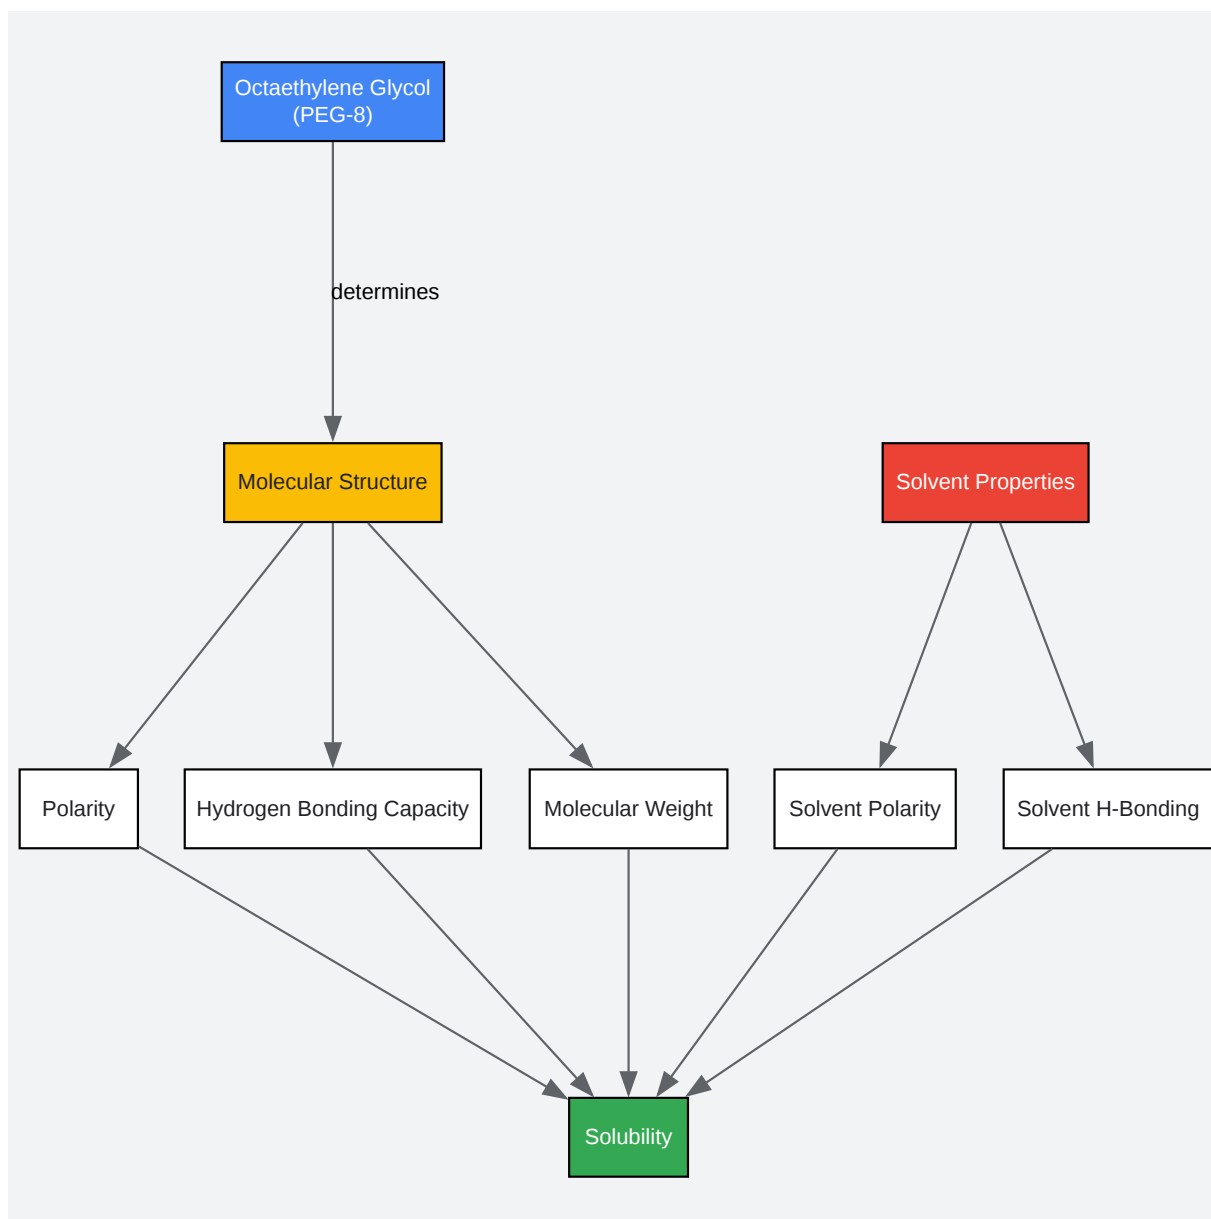 Octaethylene Glycol
(PEG-8)
determines
Molecular Structure
Solvent Properties
Polarity
Hydrogen Bonding Capacity
Molecular Weight
Solvent Polarity
Solvent H-Bonding
Solubility